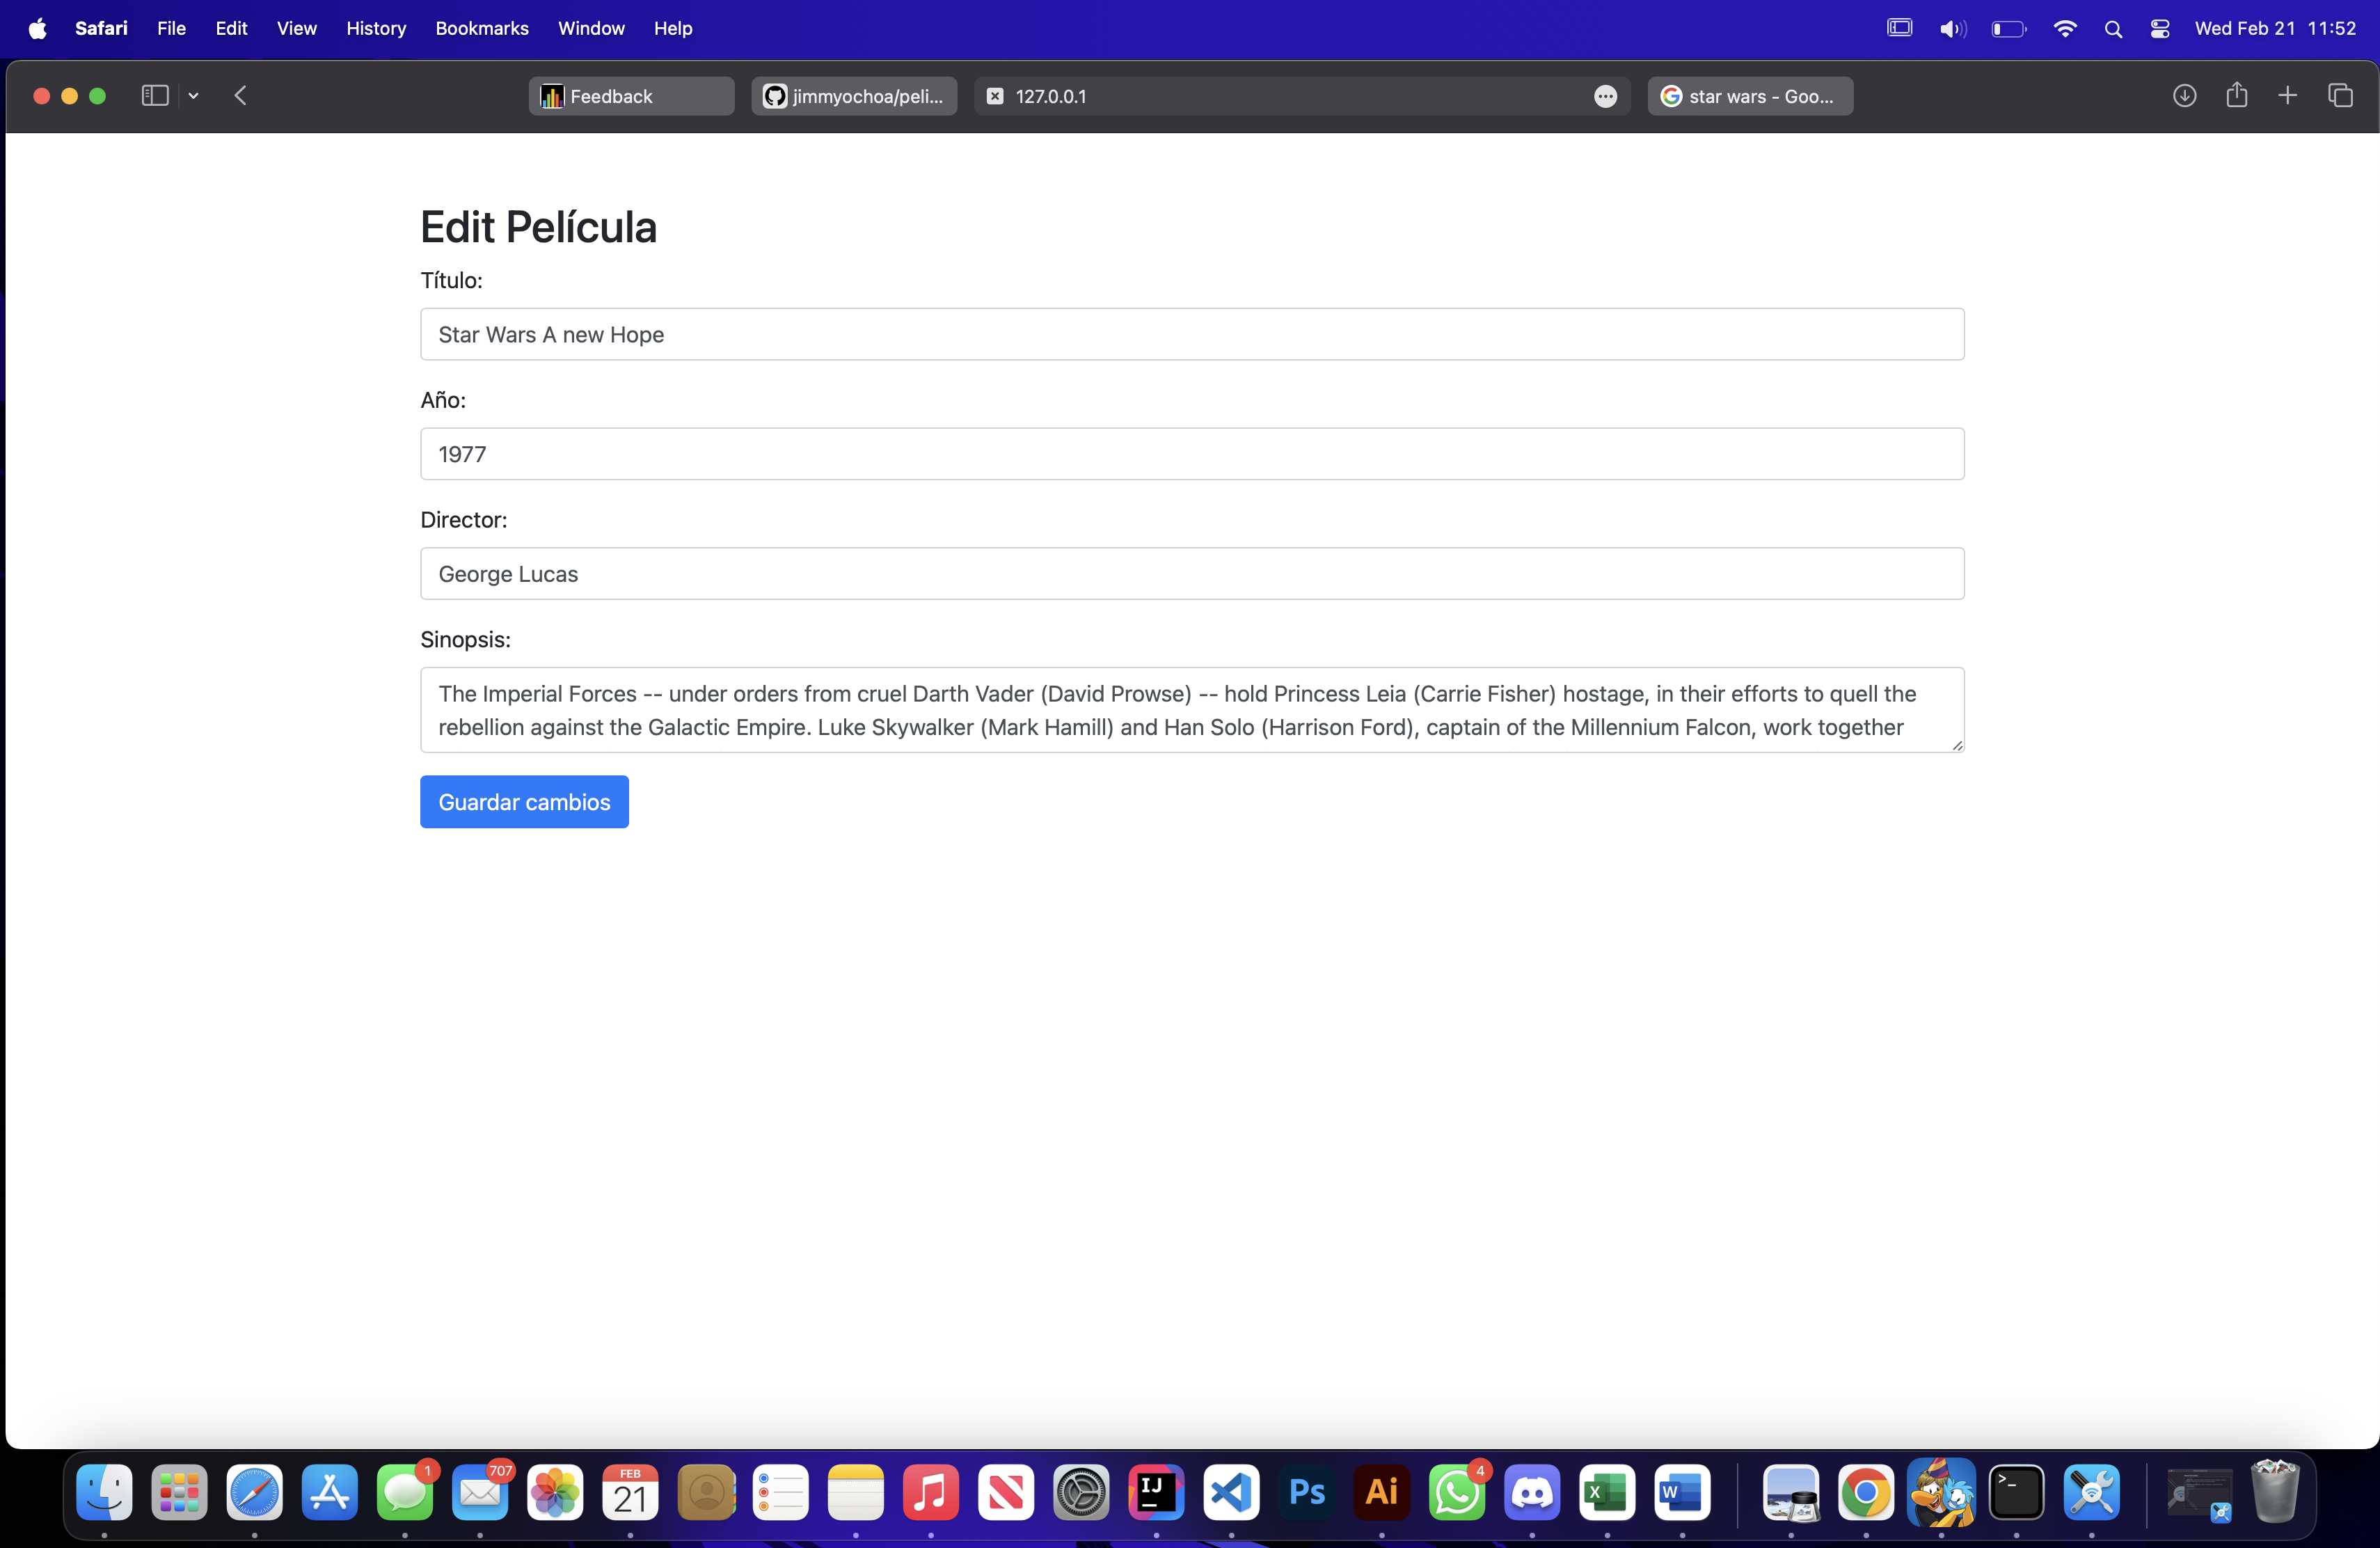 Safari File Edit View History Bookmarks Window Help Wed Feb 21 11:52
Feedback jimmyochoa/peli... 127.0.0.1 star wars - Goo...
Edit Película
Título:
Star Wars A new Hope
Año:
1977
Director:
George Lucas
Sinopsis:
The Imperial Forces -- under orders from cruel Darth Vader (David Prowse) -- hold Princess Leia (Carrie Fisher) hostage, in their efforts to quell the
rebellion against the Galactic Empire. Luke Skywalker (Mark Hamill) and Han Solo (Harrison Ford), captain of the Millennium Falcon, work together
Guardar cambios
1 707 FEB 21 IJ Ps Ai 4 X W >_